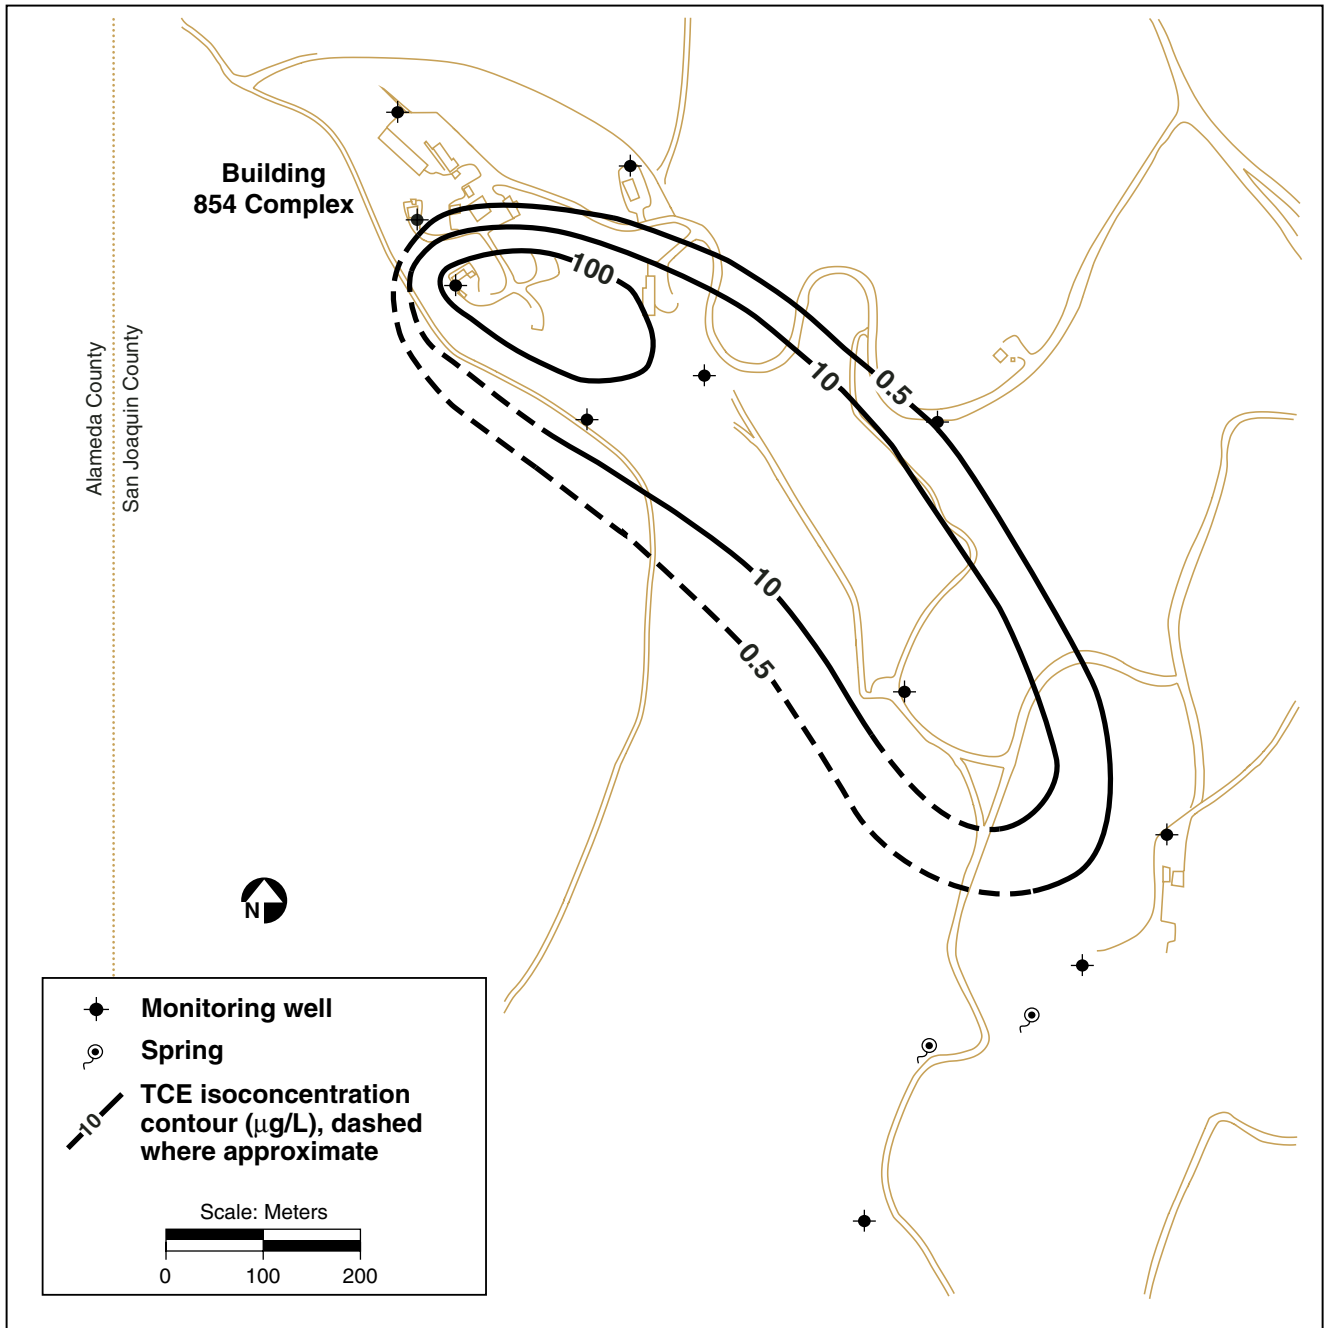 Building
854 Complex
100
10
0.5
Alameda County
San Joaquin County
10
0.5
N
Monitoring well
Spring
10
TCE isoconcentration
contour (μg/L), dashed
where approximate
Scale: Meters
0 100 200